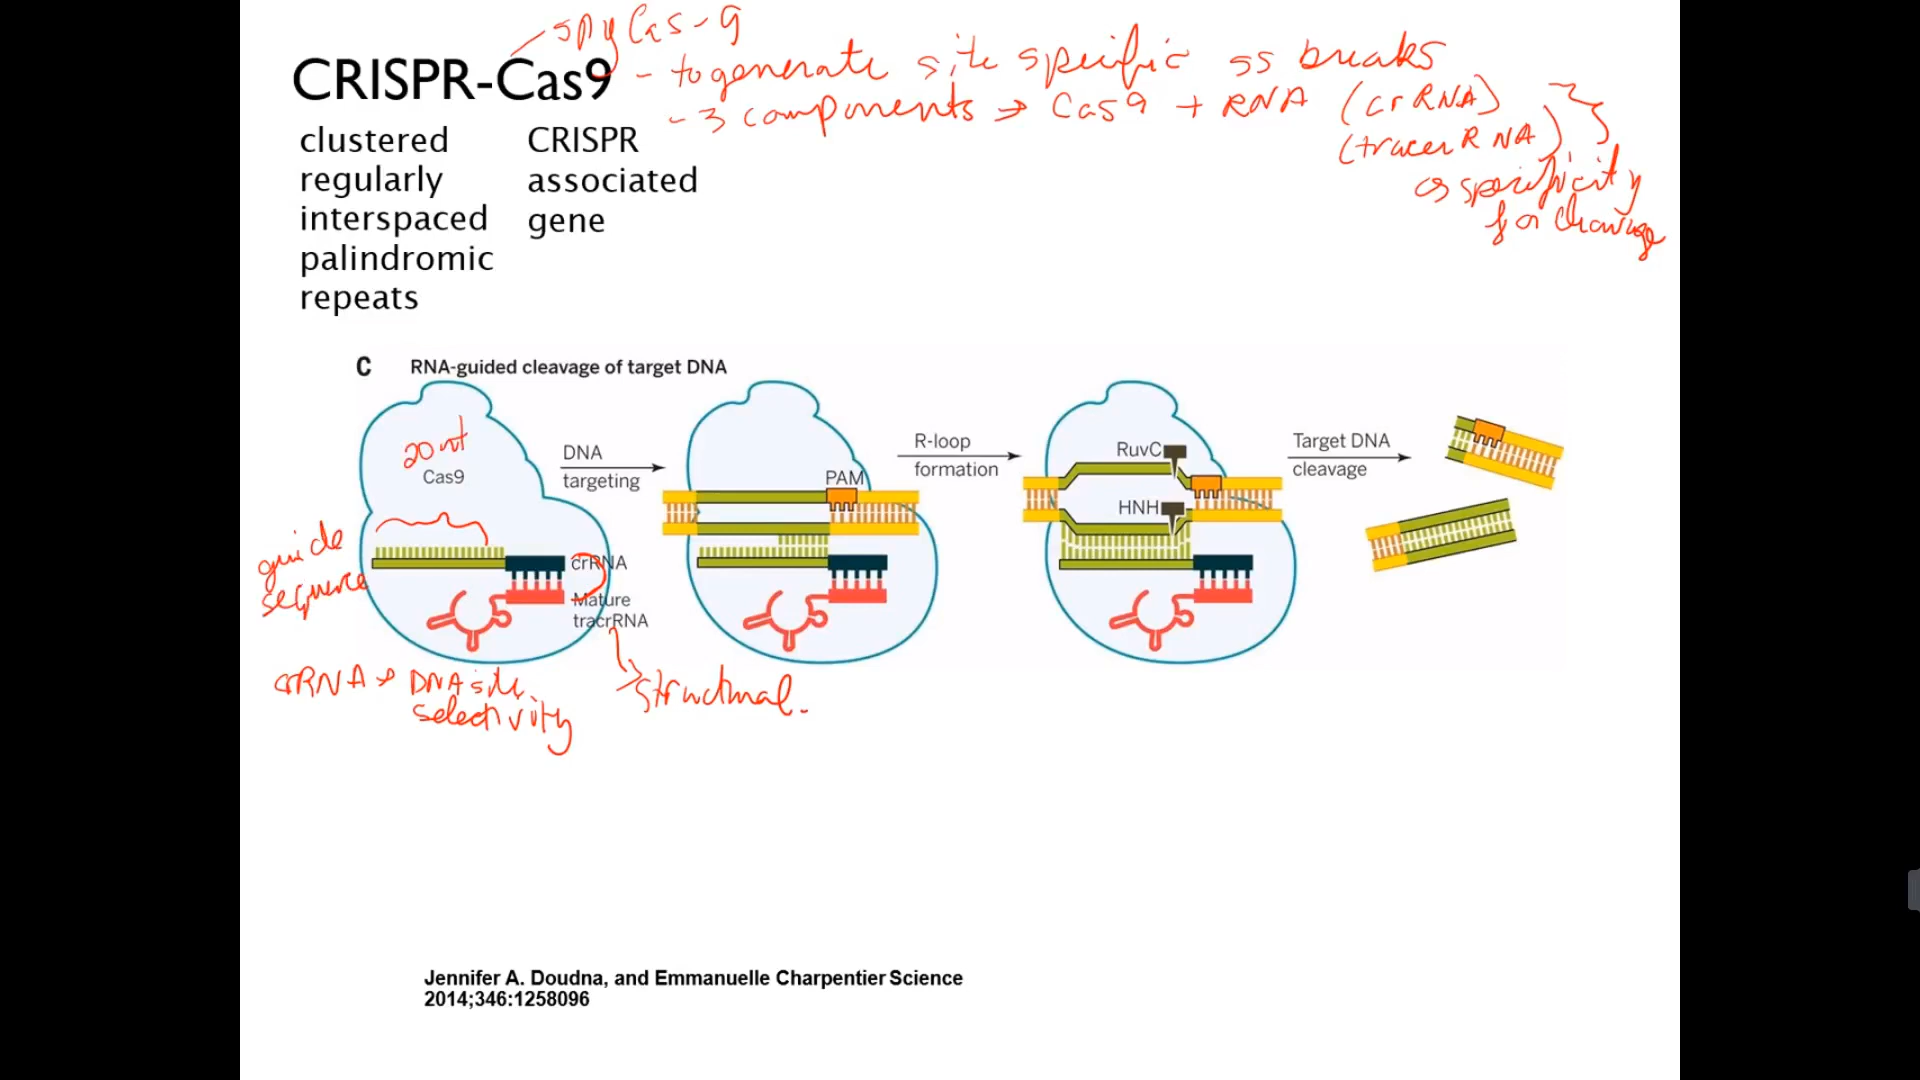 spyCas-9
CRISPR-Cas9
- to generate site specific ss breaks
- 3 components → Cas9 + RNA (crRNA)
(tracerRNA)
↳ specificity
for cleavage
clustered
regularly
interspaced
palindromic
repeats
CRISPR
associated
gene
C RNA-guided cleavage of target DNA
20 nt
Cas9
guide
sequence
crRNA
Mature
tracrRNA
crRNA → DNA site
selectivity
structural.
DNA
targeting
PAM
R-loop
formation
RuvC
HNH
Target DNA
cleavage
Jennifer A. Doudna, and Emmanuelle Charpentier Science
2014;346:1258096